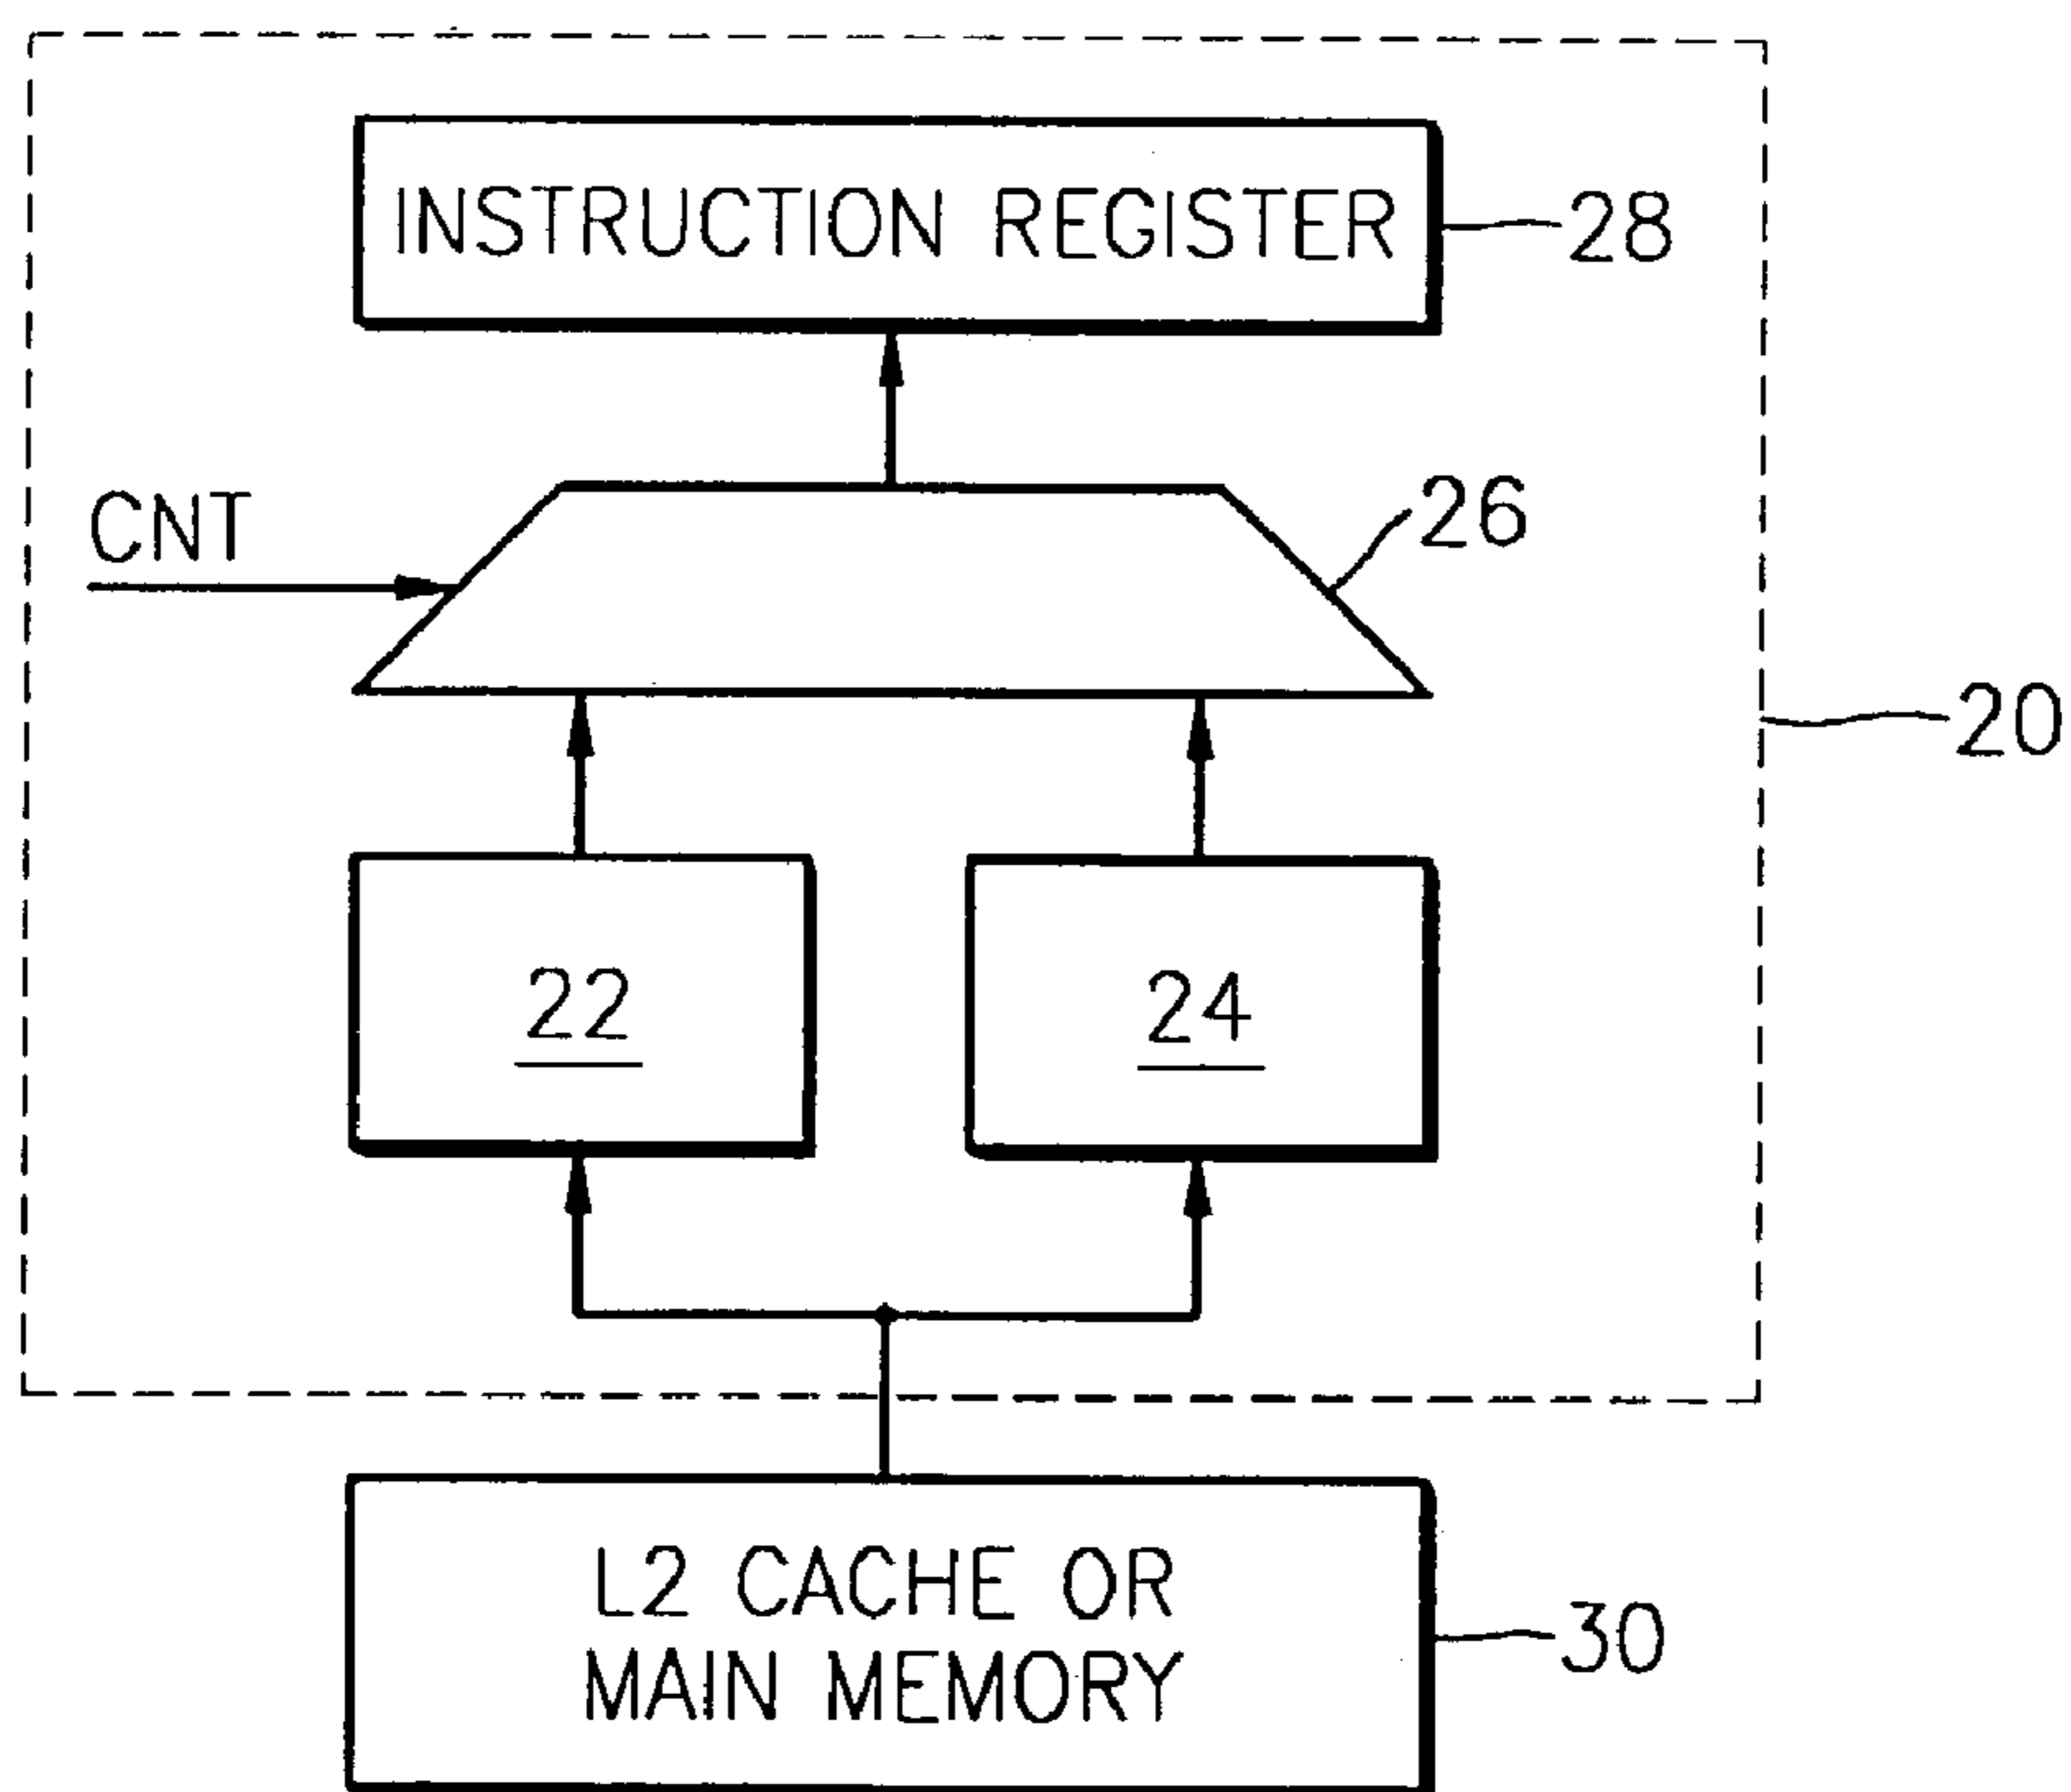 INSTRUCTION REGISTER
28
CNT
26
20
22
24
L2 CACHE OR
MAIN MEMORY
30